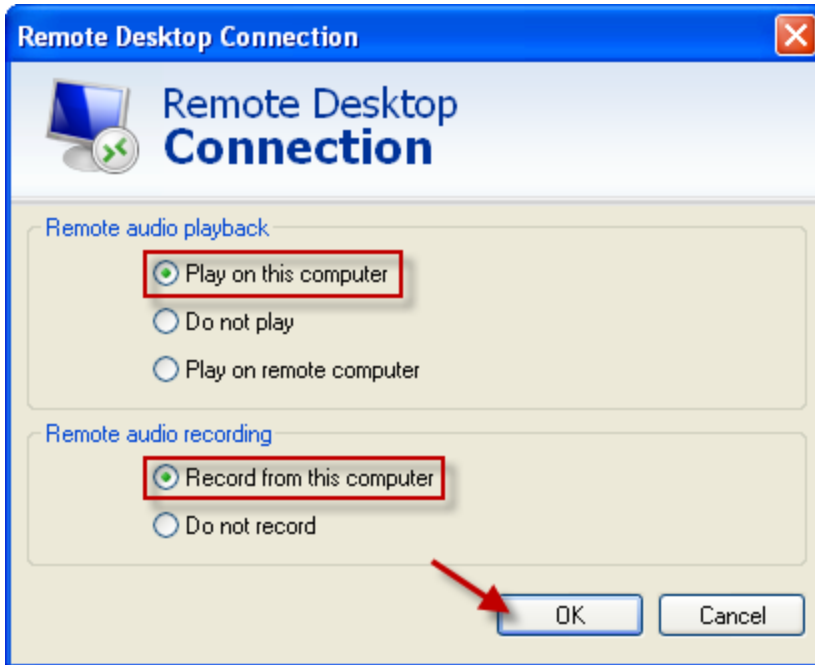 Remote Desktop Connection
Remote Desktop
Connection
Remote audio playback
Play on this computer
Do not play
Play on remote computer
Remote audio recording
Record from this computer
Do not record
OK
Cancel